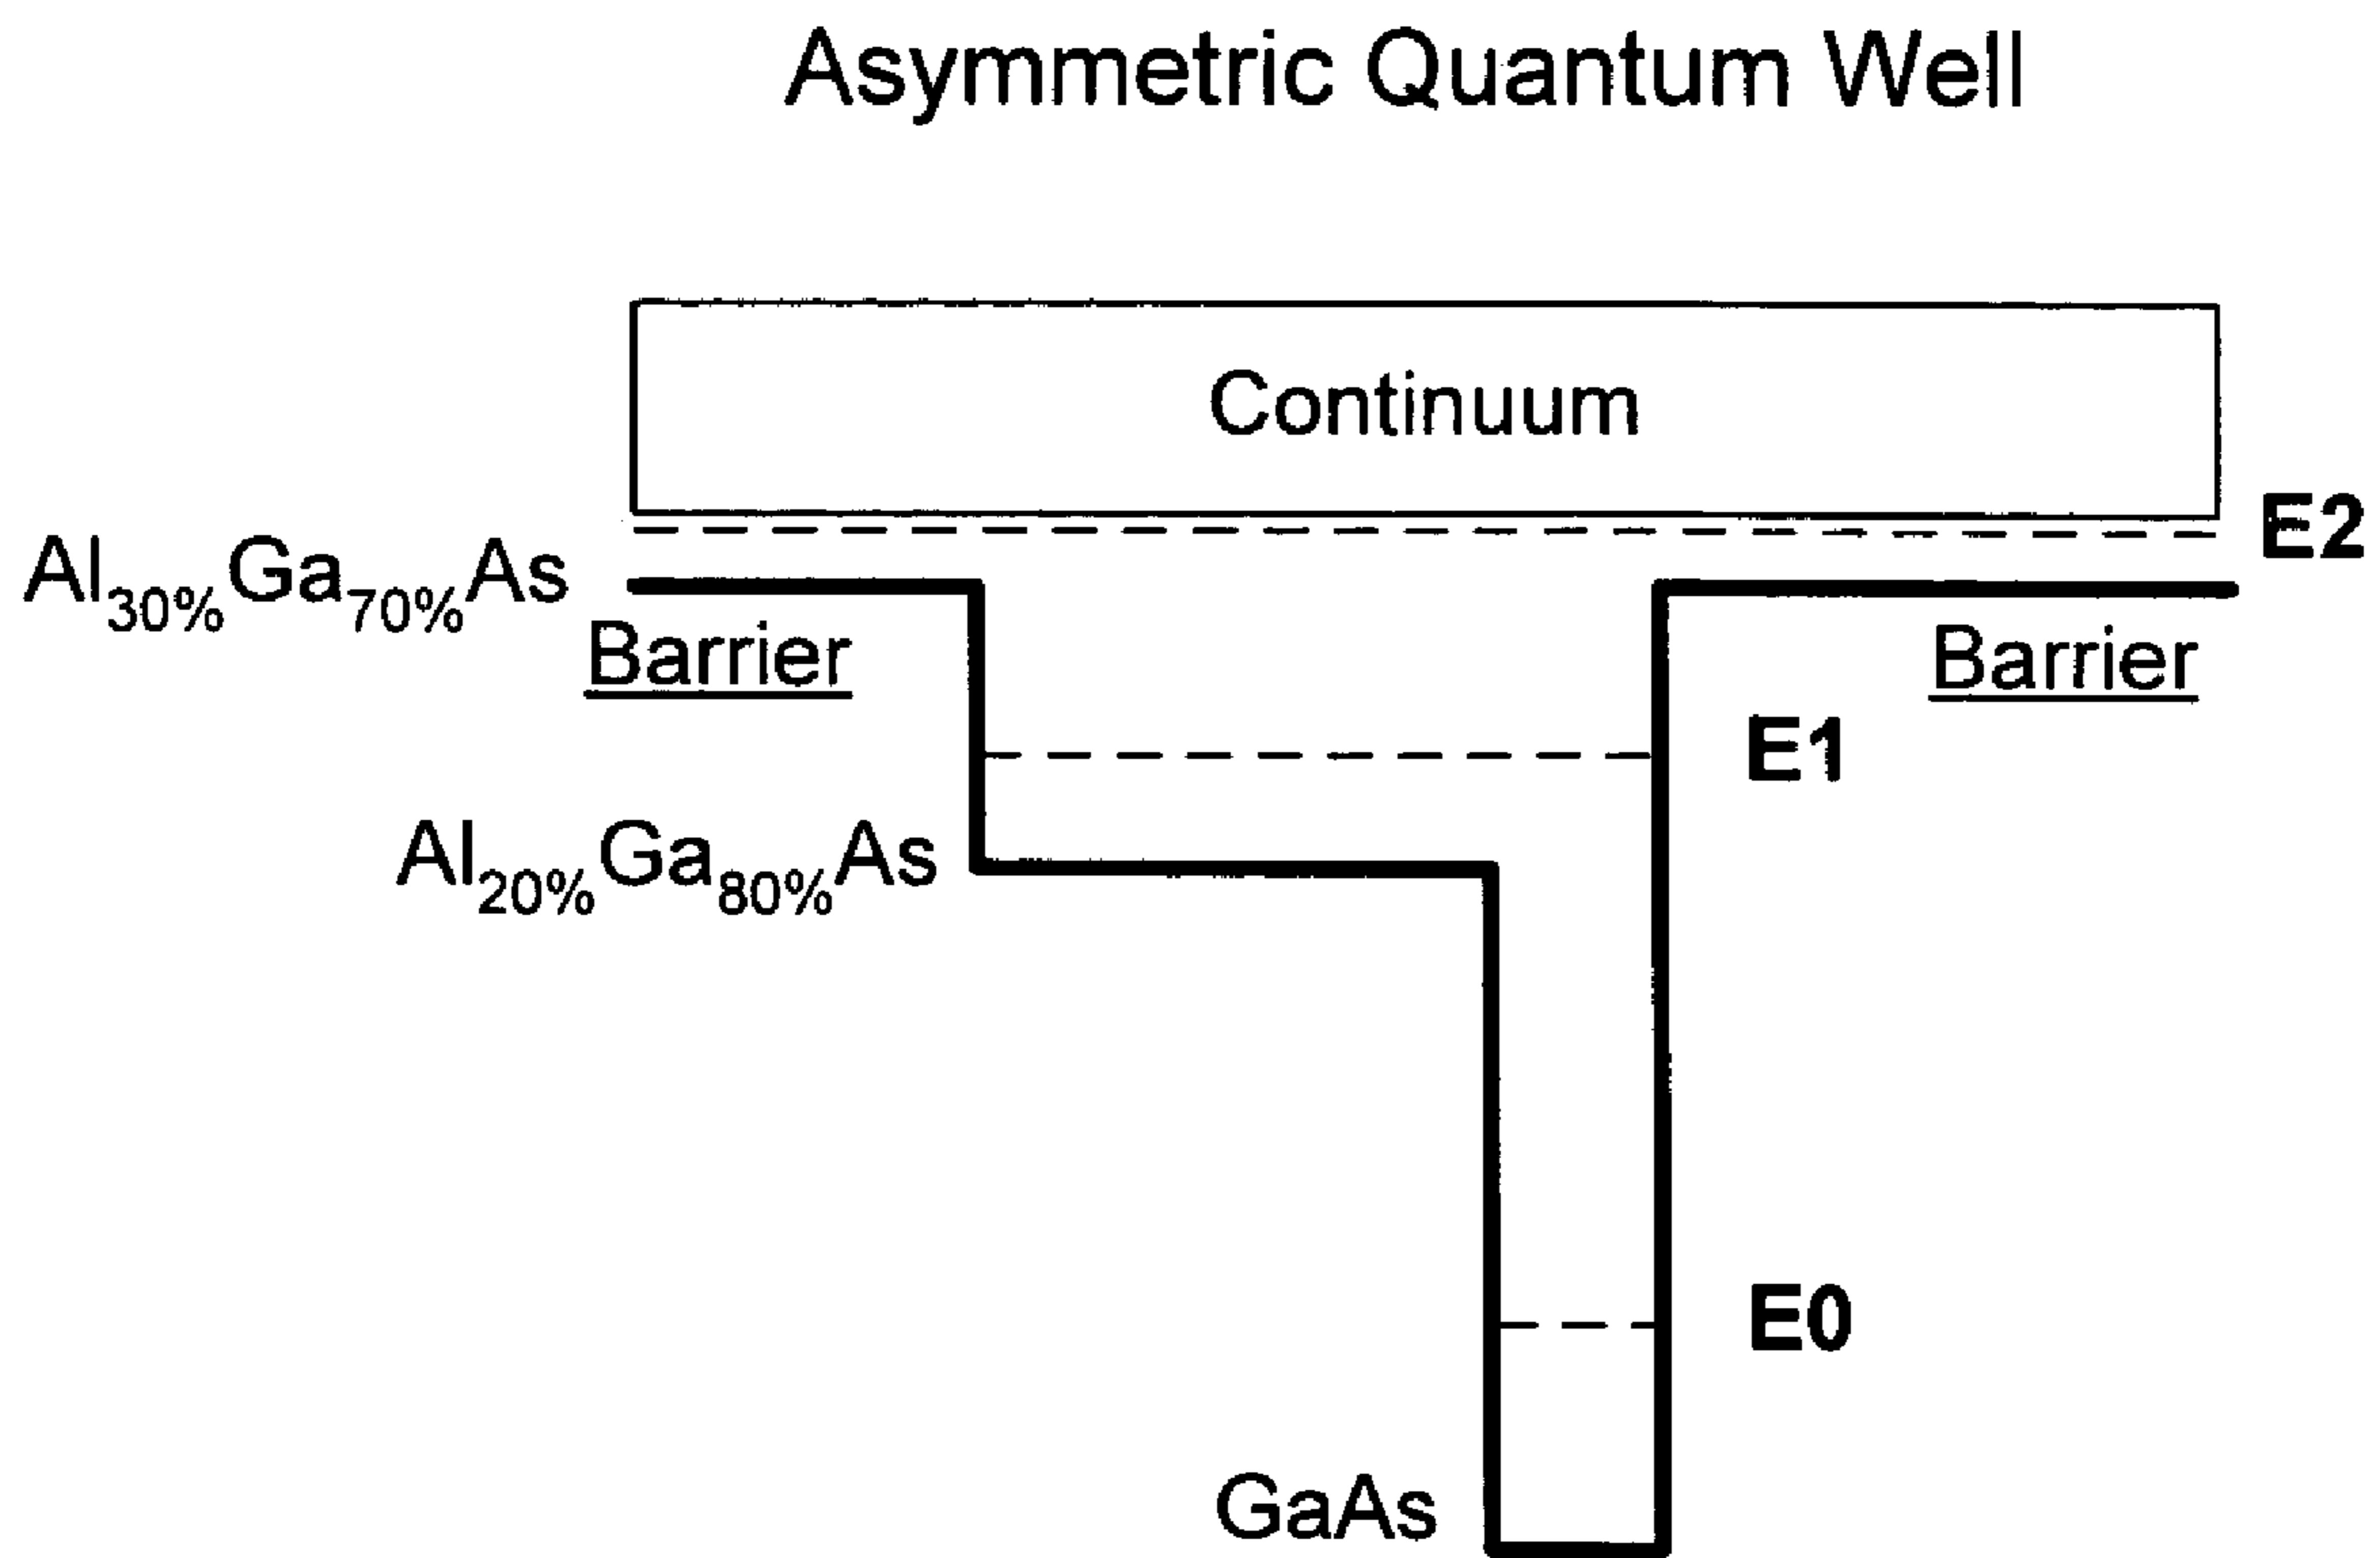 Asymmetric Quantum Well
Continuum
E2
Al30%Ga70%As
Barrier
Barrier
E1
Al20%Ga80%As
E0
GaAs